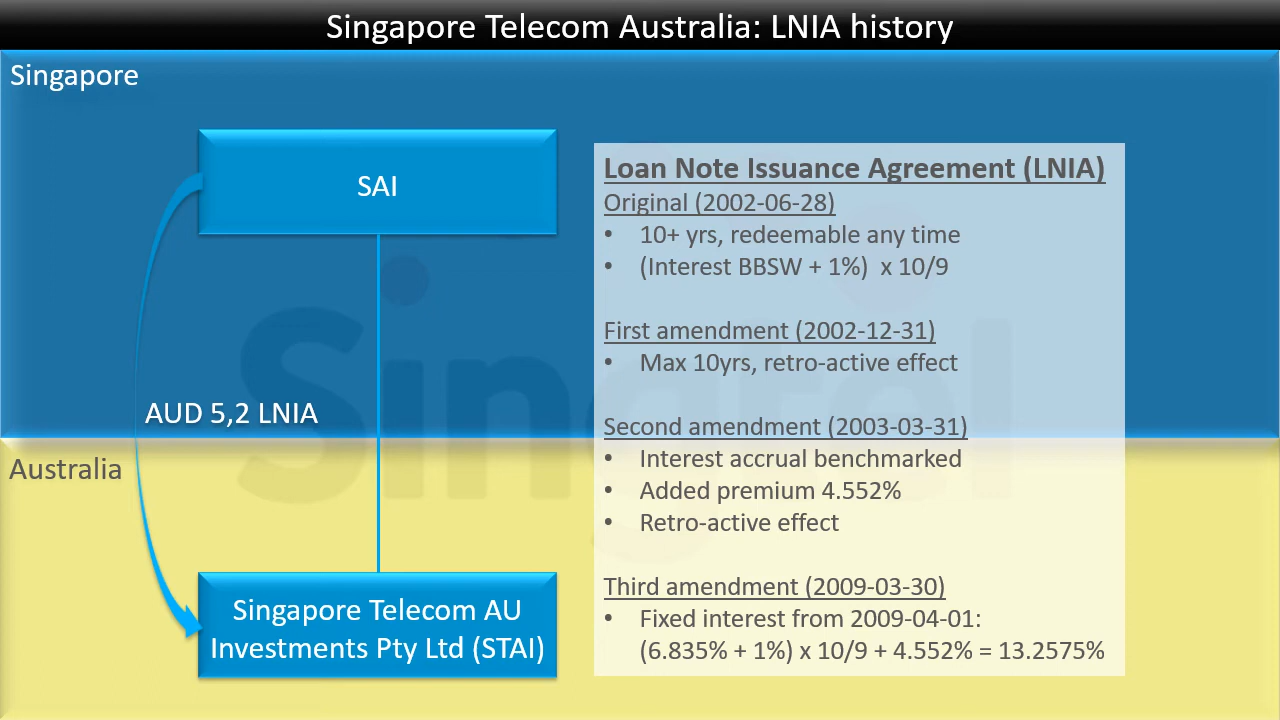 Singapore Telecom Australia: LNIA history
Singapore
SAI
AUD 5,2 LNIA
Australia
Singapore Telecom AU
Investments Pty Ltd (STAI)
Loan Note Issuance Agreement (LNIA)
Original (2002-06-28)
• 10+ yrs, redeemable any time
• (Interest BBSW + 1%)  x 10/9
First amendment (2002-12-31)
• Max 10yrs, retro-active effect
Second amendment (2003-03-31)
• Interest accrual benchmarked
• Added premium 4.552%
• Retro-active effect
Third amendment (2009-03-30)
• Fixed interest from 2009-04-01:
(6.835% + 1%) x 10/9 + 4.552% = 13.2575%
Singtel